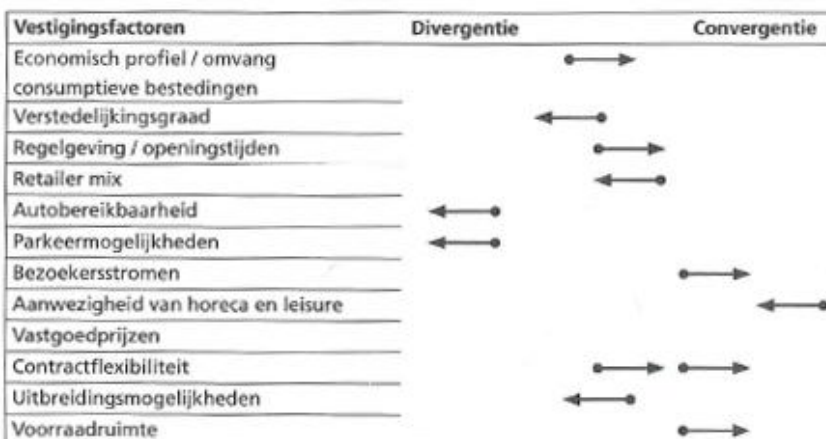 Vestigingsfactoren Divergentie Convergentie
Economisch profiel / omvang
consumptieve bestedingen
Verstedelijkingsgraad
Regelgeving / openingstijden
Retailer mix
Autobereikbaarheid
Parkeermogelijkheden
Bezoekersstromen
Aanwezigheid van horeca en leisure
Vastgoedprijzen
Contractflexibiliteit
Uitbreidingsmogelijkheden
Voorraadruimte